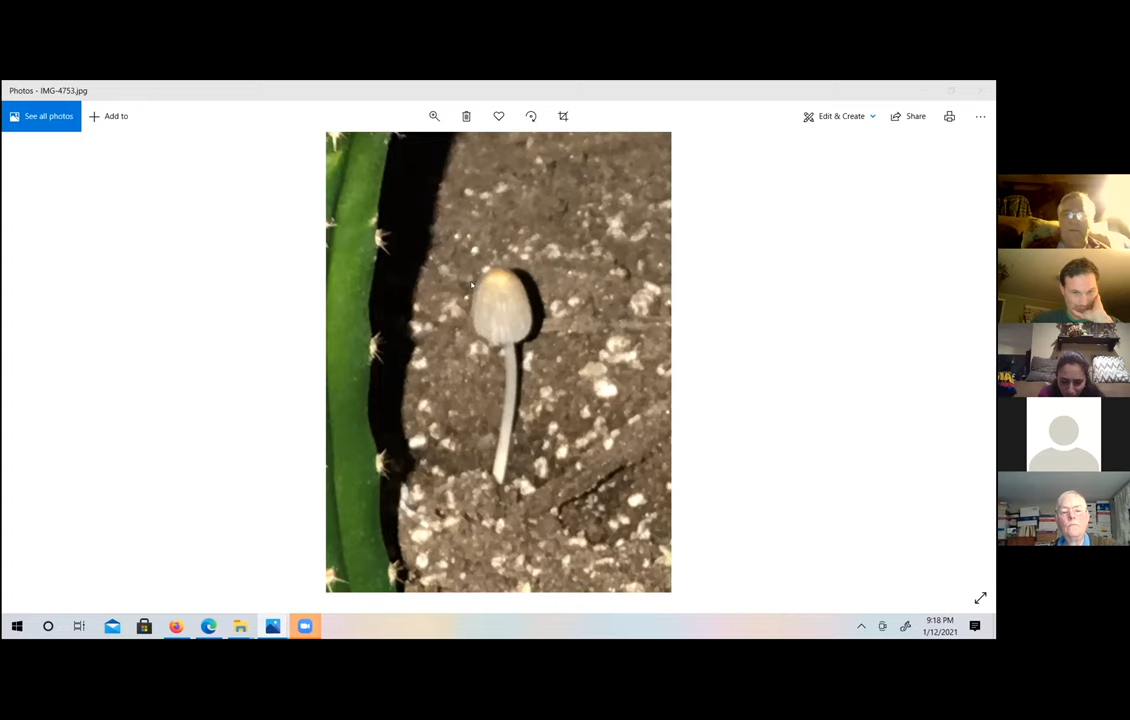 Photos - IMG-4753.jpg
See all photos
Add to
Edit & Create
Share
9:18 PM
1/12/2021